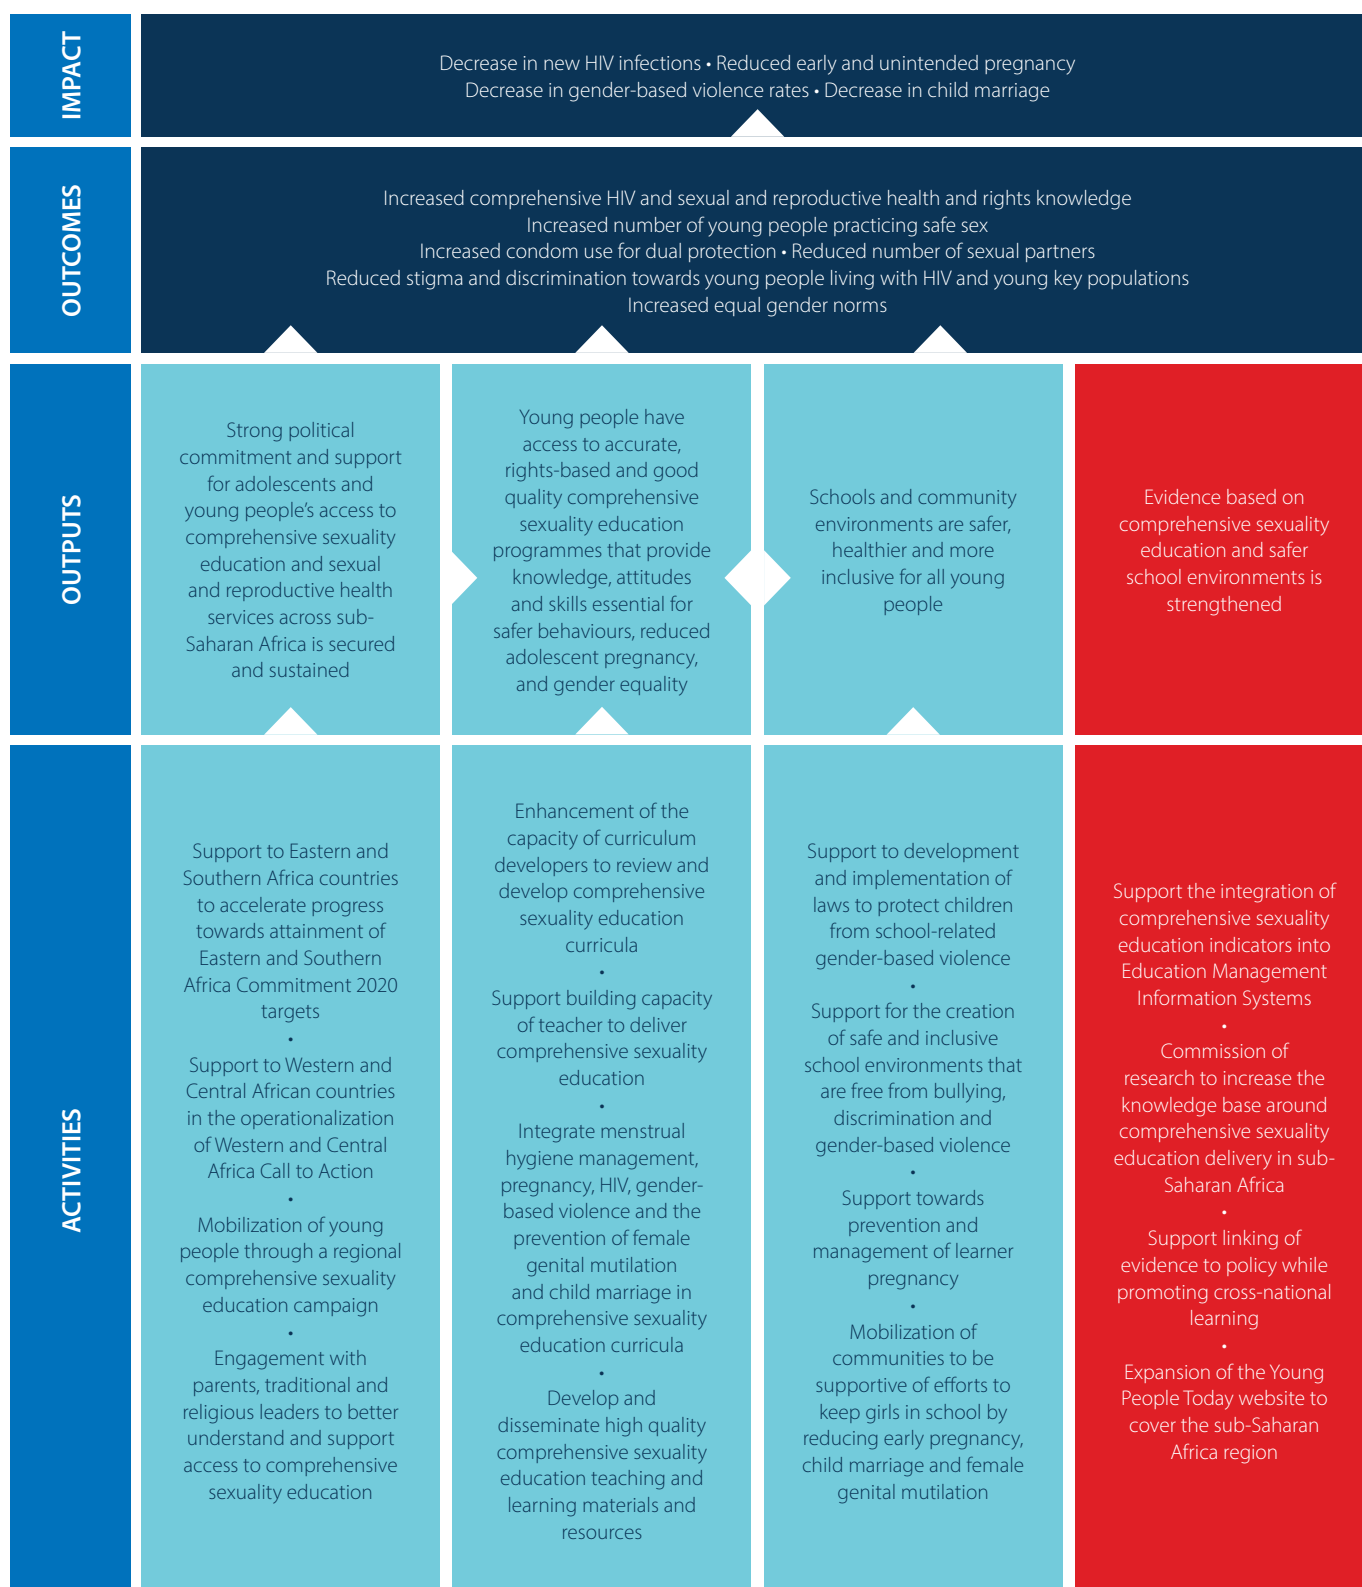 IMPACT
Decrease in new HIV infections • Reduced early and unintended pregnancy
Decrease in gender-based violence rates • Decrease in child marriage
OUTCOMES
Increased comprehensive HIV and sexual and reproductive health and rights knowledge
Increased number of young people practicing safe sex
Increased condom use for dual protection • Reduced number of sexual partners
Reduced stigma and discrimination towards young people living with HIV and young key populations
Increased equal gender norms
OUTPUTS
Strong political
commitment and support
for adolescents and
young people's access to
comprehensive sexuality
education and sexual
and reproductive health
services across sub-
Saharan Africa is secured
and sustained
Young people have
access to accurate,
rights-based and good
quality comprehensive
sexuality education
programmes that provide
knowledge, attitudes
and skills essential for
safer behaviours, reduced
adolescent pregnancy,
and gender equality
Schools and community
environments are safer,
healthier and more
inclusive for all young
people
Evidence based on
comprehensive sexuality
education and safer
school environments is
strengthened
ACTIVITIES
Support to Eastern and
Southern Africa countries
to accelerate progress
towards attainment of
Eastern and Southern
Africa Commitment 2020
targets
•
Support to Western and
Central African countries
in the operationalization
of Western and Central
Africa Call to Action
•
Mobilization of young
people through a regional
comprehensive sexuality
education campaign
•
Engagement with
parents, traditional and
religious leaders to better
understand and support
access to comprehensive
sexuality education
Enhancement of the
capacity of curriculum
developers to review and
develop comprehensive
sexuality education
curricula
•
Support building capacity
of teacher to deliver
comprehensive sexuality
education
•
Integrate menstrual
hygiene management,
pregnancy, HIV, gender-
based violence and the
prevention of female
genital mutilation
and child marriage in
comprehensive sexuality
education curricula
•
Develop and
disseminate high quality
comprehensive sexuality
education teaching and
learning materials and
resources
Support to development
and implementation of
laws to protect children
from school-related
gender-based violence
•
Support for the creation
of safe and inclusive
school environments that
are free from bullying,
discrimination and
gender-based violence
•
Support towards
prevention and
management of learner
pregnancy
•
Mobilization of
communities to be
supportive of efforts to
keep girls in school by
reducing early pregnancy,
child marriage and female
genital mutilation
Support the integration of
comprehensive sexuality
education indicators into
Education Management
Information Systems
•
Commission of
research to increase the
knowledge base around
comprehensive sexuality
education delivery in sub-
Saharan Africa
•
Support linking of
evidence to policy while
promoting cross-national
learning
•
Expansion of the Young
People Today website to
cover the sub-Saharan
Africa region